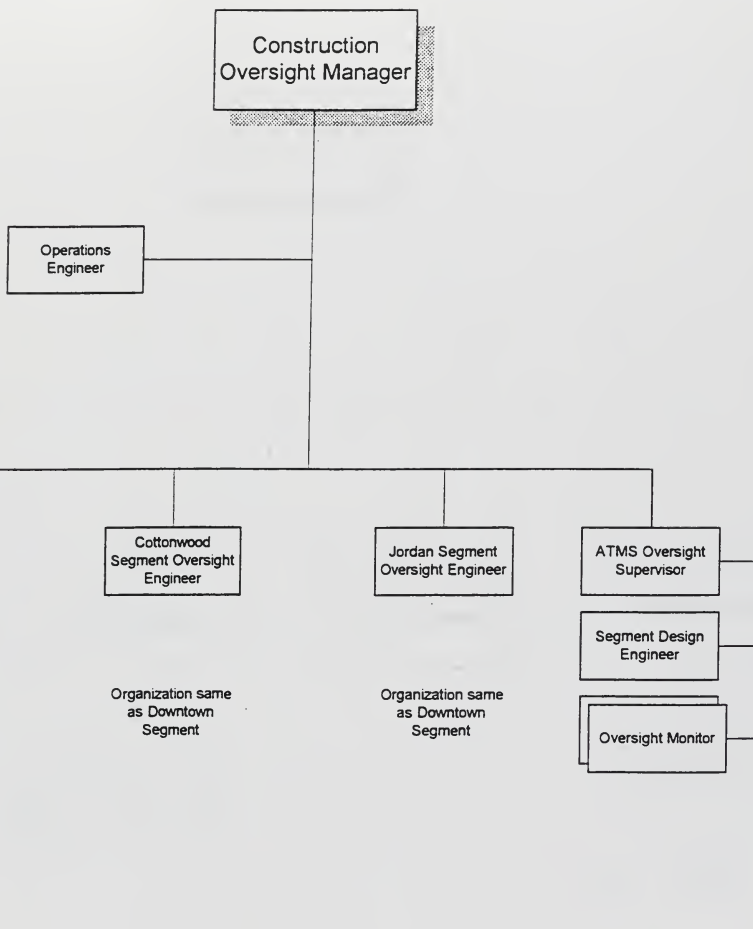 Construction
Oversight Manager
Operations
Engineer
Cottonwood
Segment Oversight
Engineer
Jordan Segment
Oversight Engineer
ATMS Oversight
Supervisor
Segment Design
Engineer
Oversight Monitor
Organization same
as Downtown
Segment
Organization same
as Downtown
Segment